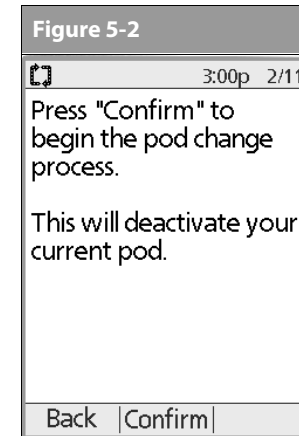 Figure 5-2
3:00p 2/11
Press "Confirm" to
begin the pod change
process.
This will deactivate your
current pod.
Back Confirm